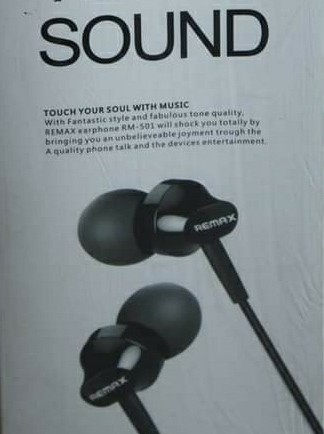 SOUND
TOUCH YOUR SOUL WITH MUSIC
With Fantastic style and fabulous tone quality,
REMAX earphone RM-501 will shock you totally by
bringing you an unbelieveable joyment trough the
A quality phone talk and the devices entertainment.
REMAX
REMAX